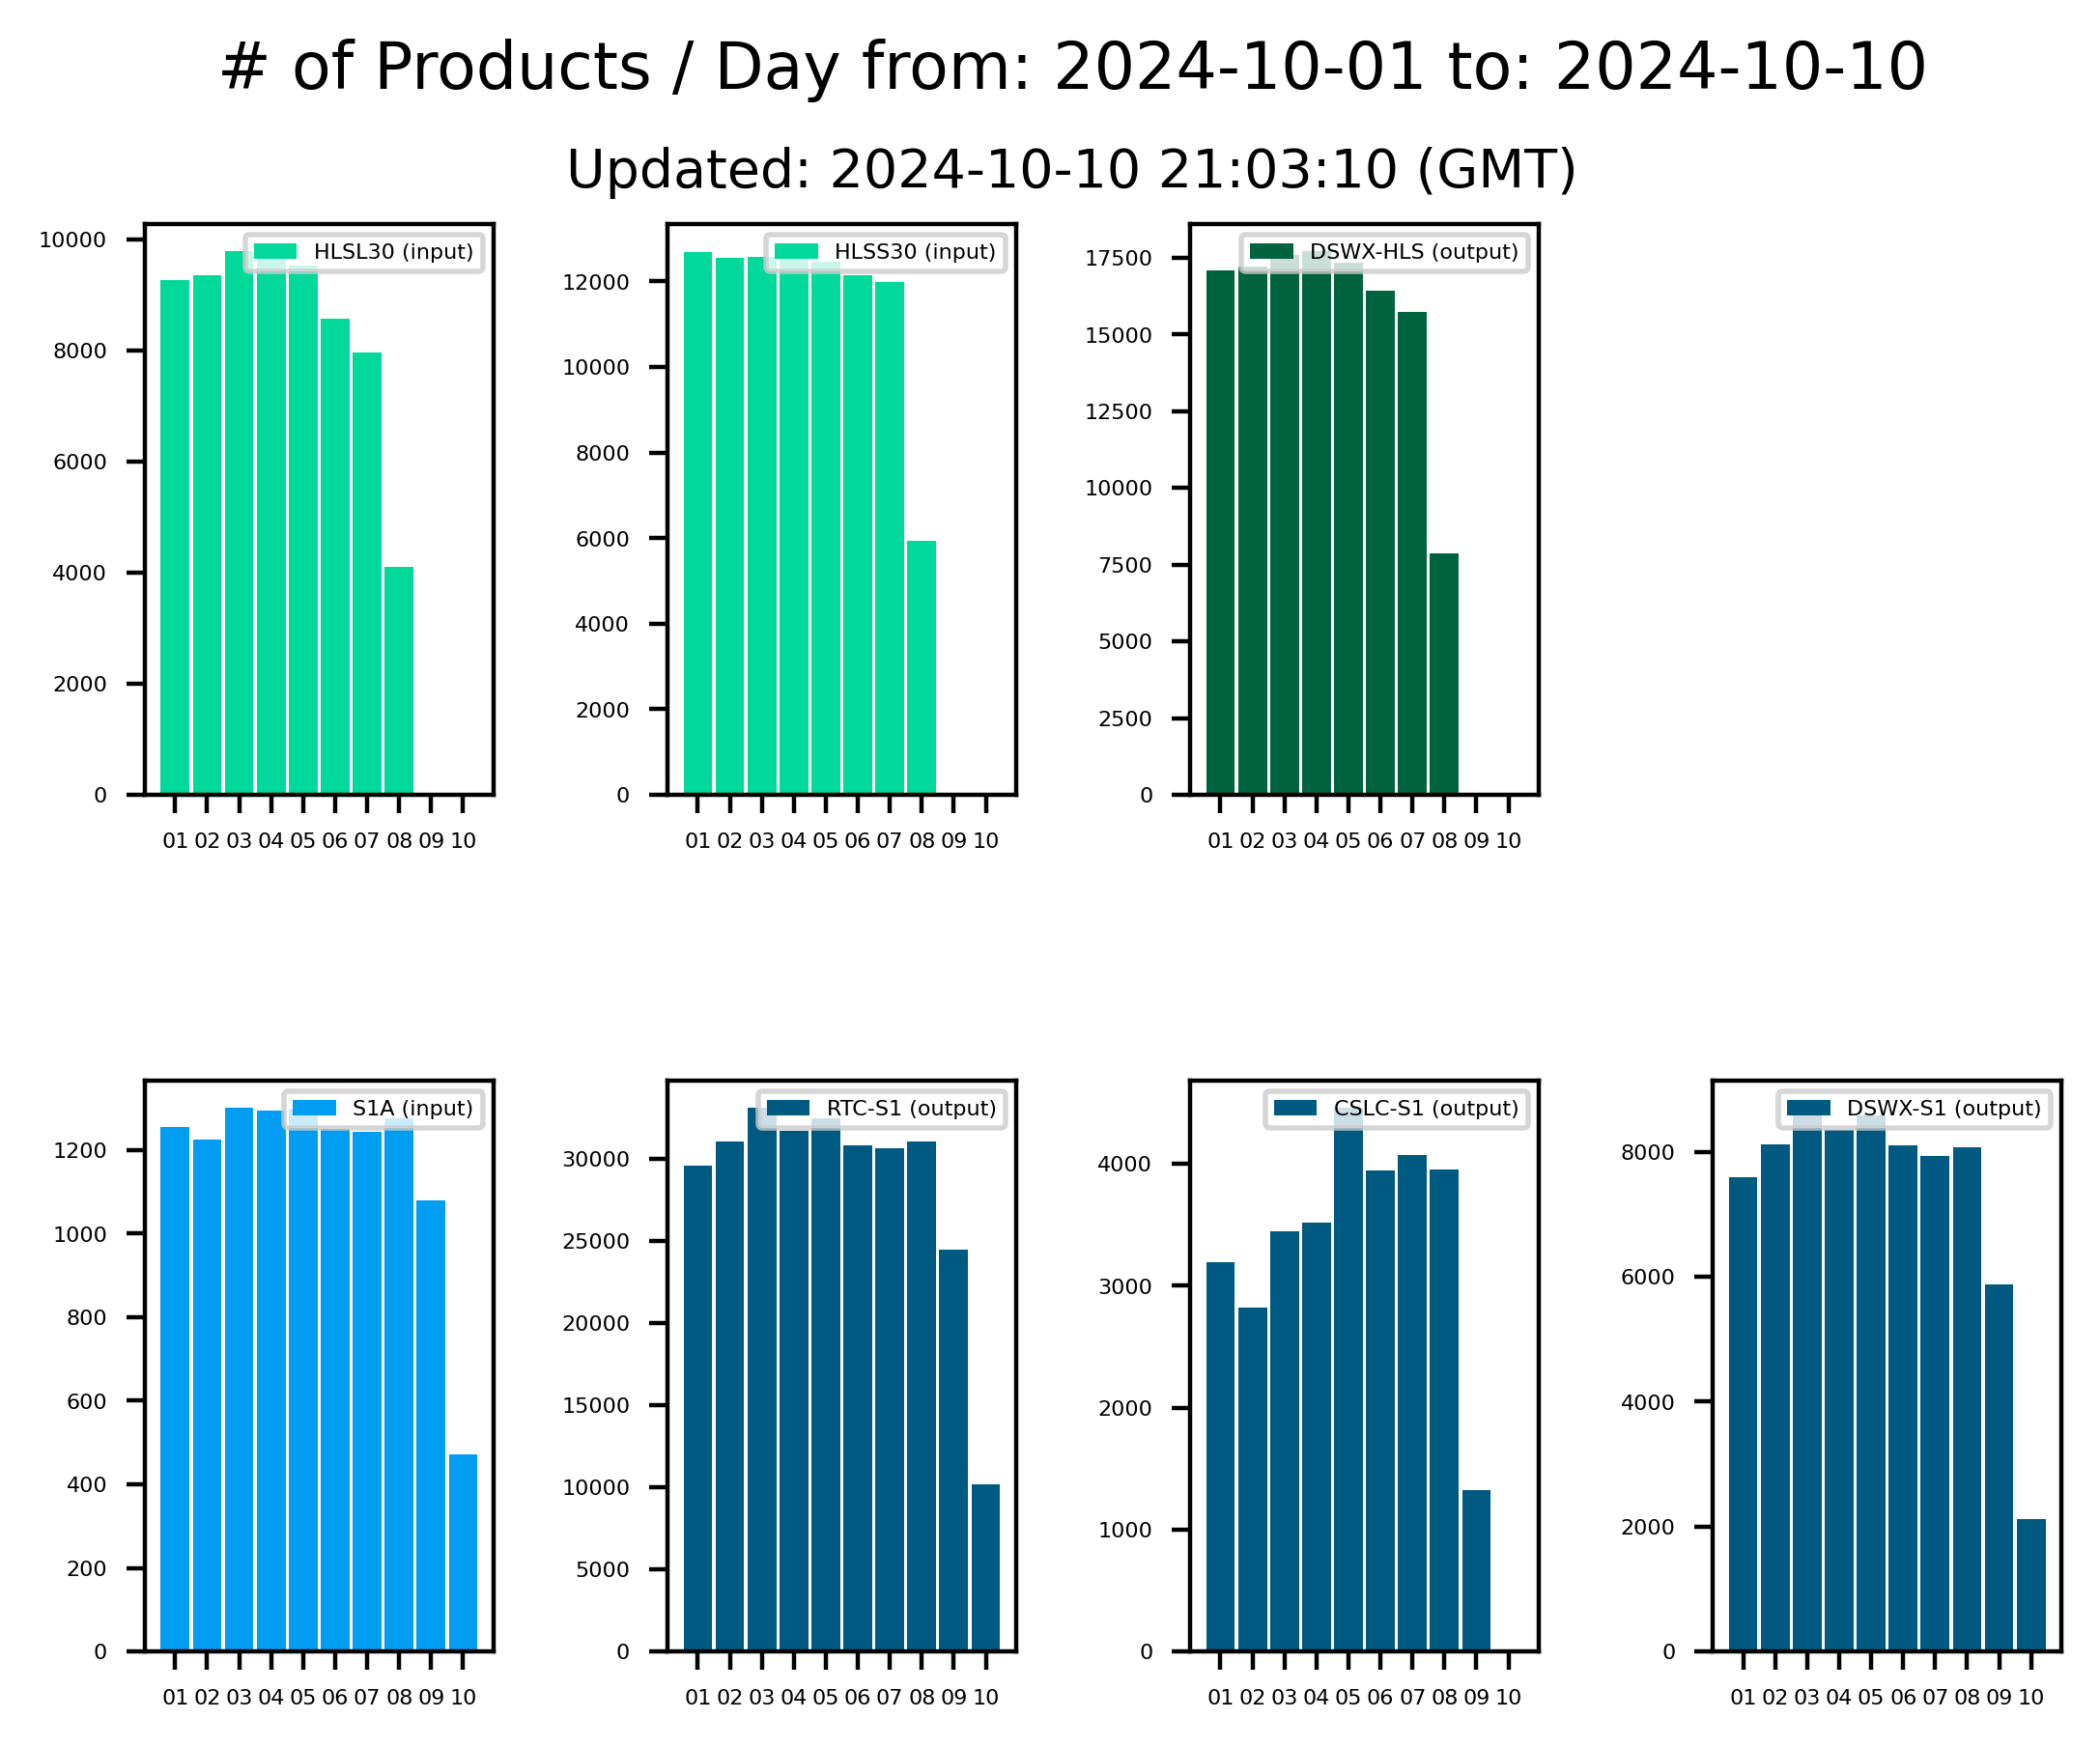 # of Products / Day from: 2024-10-01 to: 2024-10-10
Updated: 2024-10-10 21:03:10 (GMT)
HLSL30 (input)
10000
8000
6000
4000
2000
0
01 02 03 04 05 06 07 08 09 10
HLSS30 (input)
12000
10000
8000
6000
4000
2000
0
01 02 03 04 05 06 07 08 09 10
DSWX-HLS (output)
17500
15000
12500
10000
7500
5000
2500
0
01 02 03 04 05 06 07 08 09 10
S1A (input)
1200
1000
800
600
400
200
0
01 02 03 04 05 06 07 08 09 10
RTC-S1 (output)
30000
25000
20000
15000
10000
5000
0
01 02 03 04 05 06 07 08 09 10
CSLC-S1 (output)
4000
3000
2000
1000
0
01 02 03 04 05 06 07 08 09 10
DSWX-S1 (output)
8000
6000
4000
2000
0
01 02 03 04 05 06 07 08 09 10